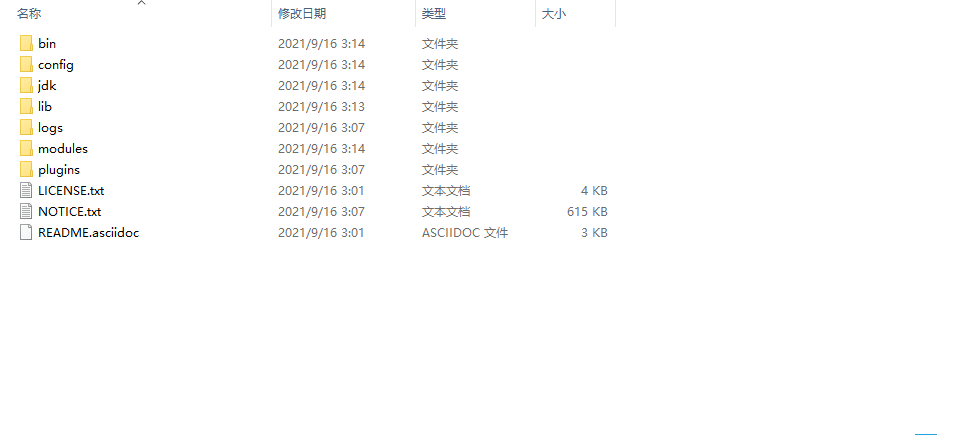 名称 修改日期 类型 大小
bin 2021/9/16 3:14 文件夹
config 2021/9/16 3:14 文件夹
jdk 2021/9/16 3:14 文件夹
lib 2021/9/16 3:13 文件夹
logs 2021/9/16 3:07 文件夹
modules 2021/9/16 3:14 文件夹
plugins 2021/9/16 3:07 文件夹
LICENSE.txt 2021/9/16 3:01 文本文档 4 KB
NOTICE.txt 2021/9/16 3:07 文本文档 615 KB
README.asciidoc 2021/9/16 3:01 ASCIIDOC 文件 3 KB